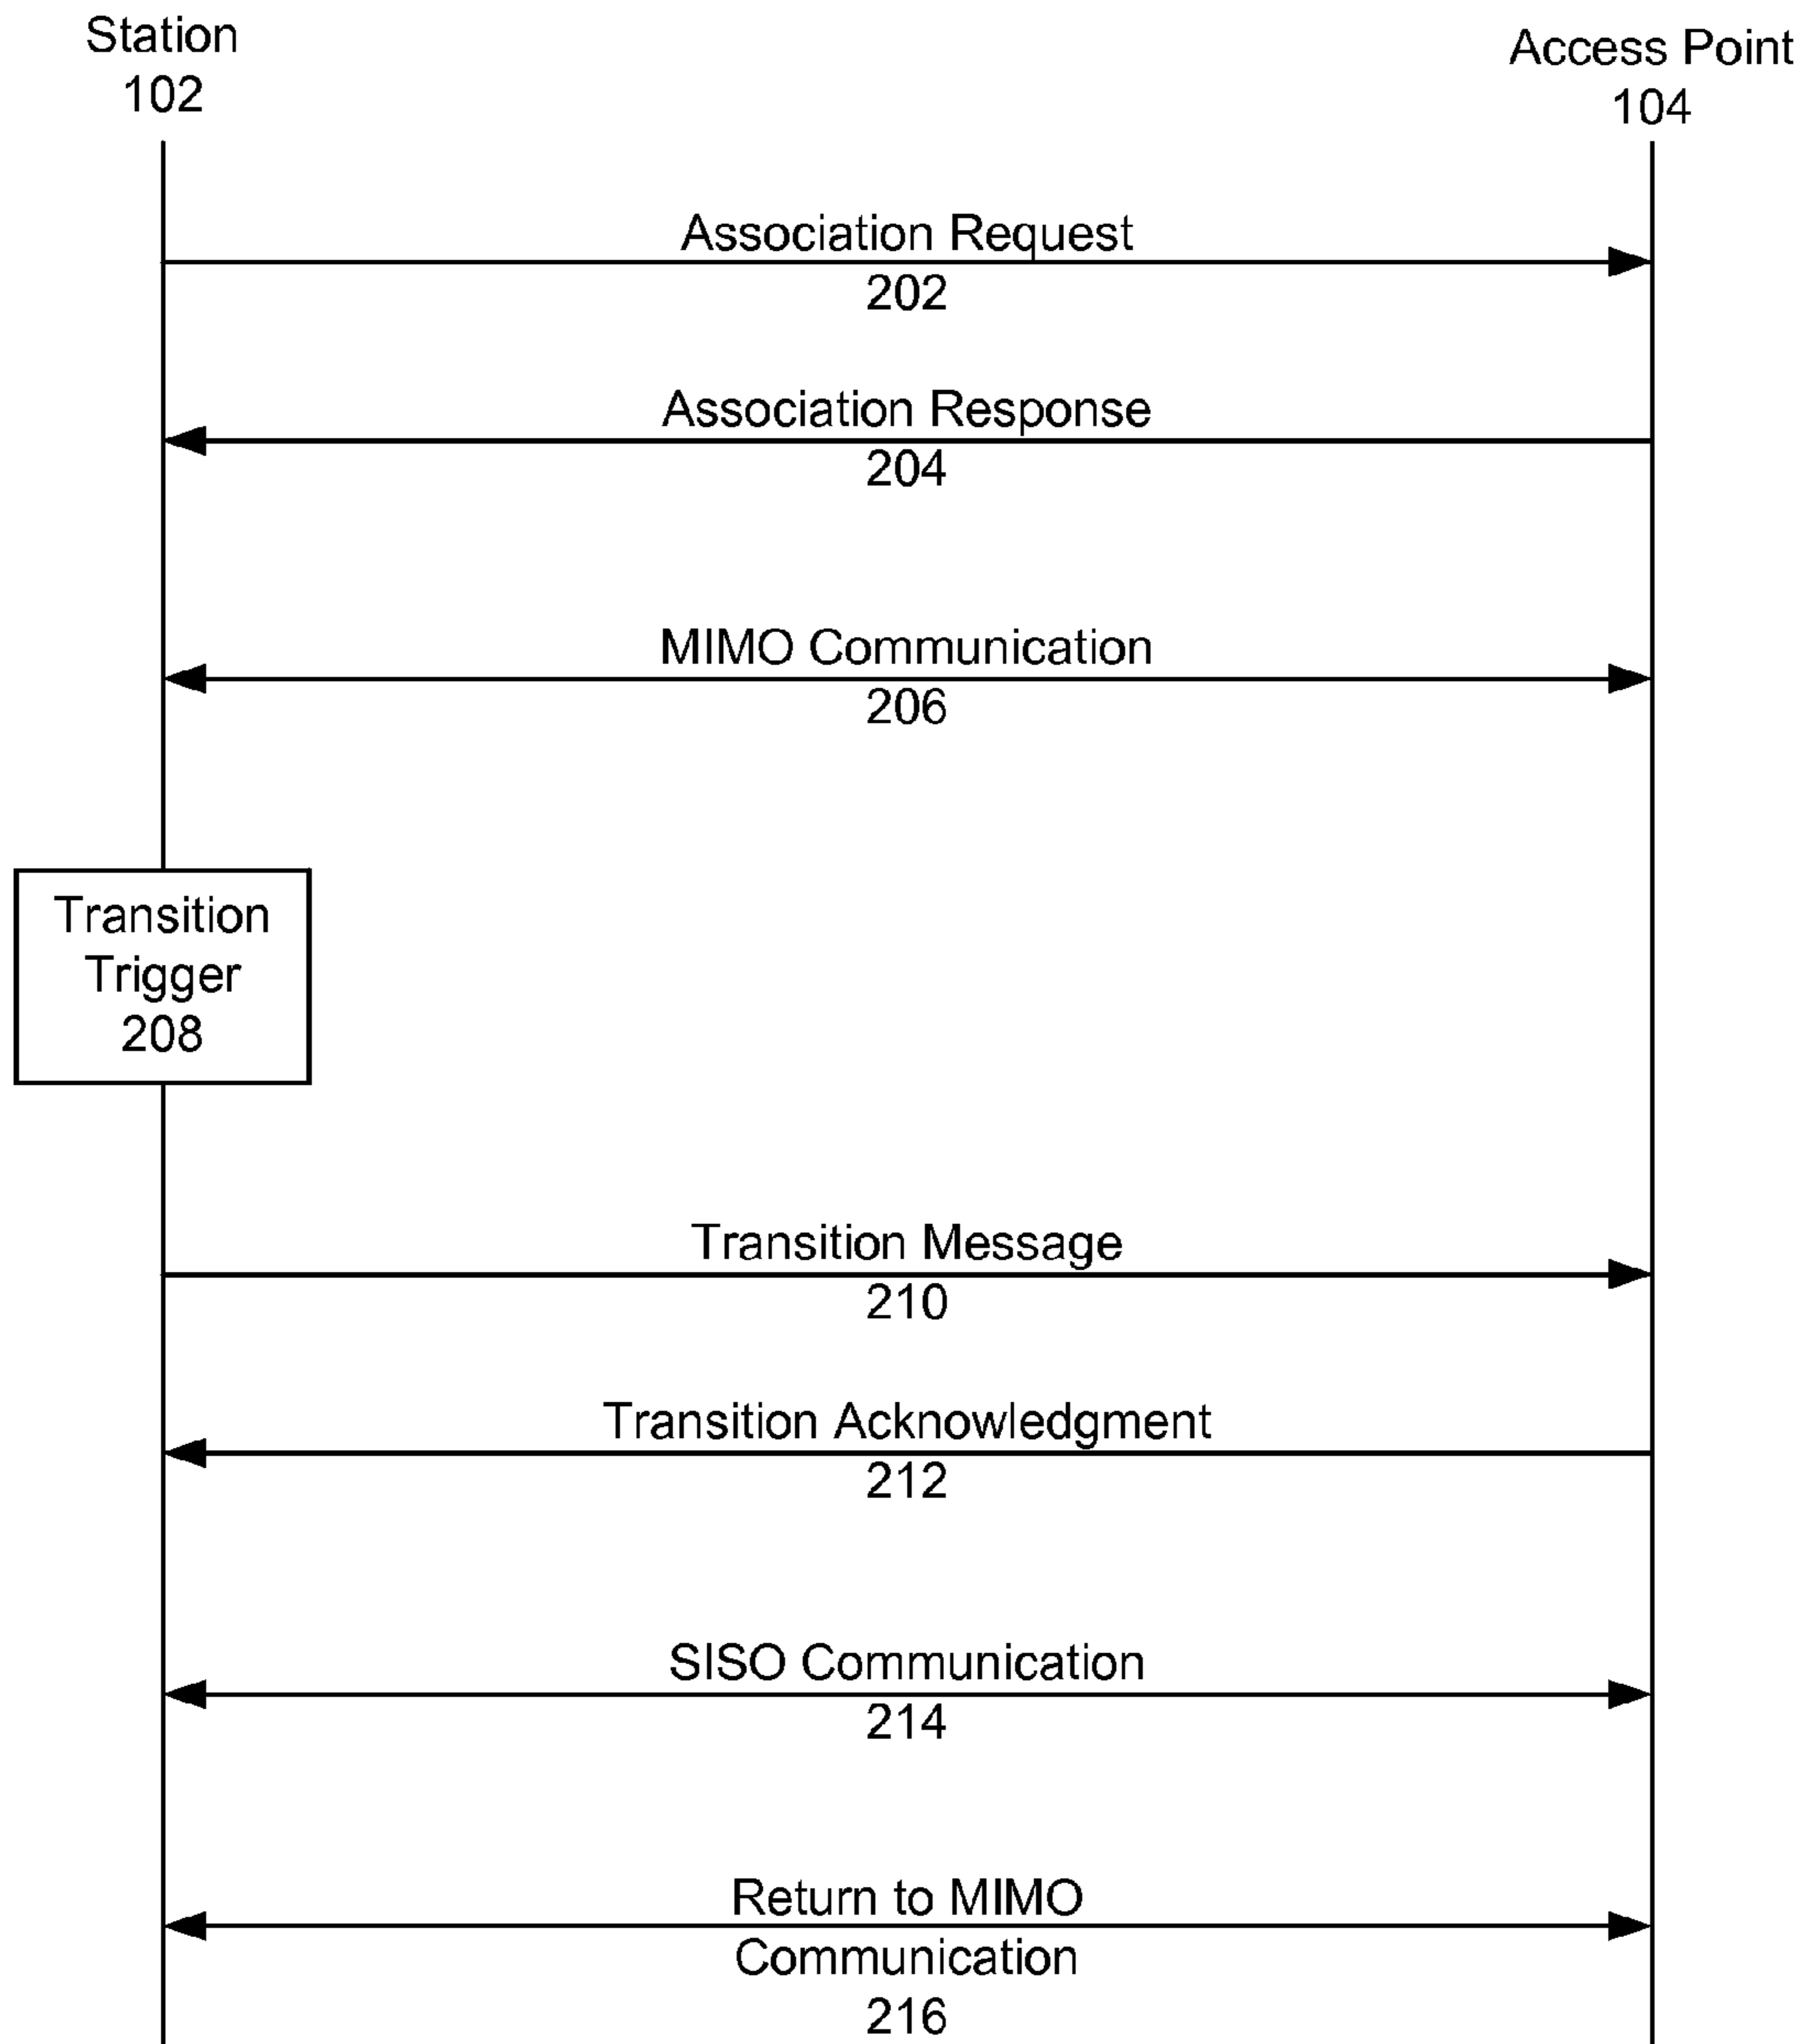 Station
102
Access Point
104
Association Request
202
Association Response
204
MIMO Communication
206
Transition
Trigger
208
Transition Message
210
Transition Acknowledgment
212
SISO Communication
214
Return to MIMO
Communication
216